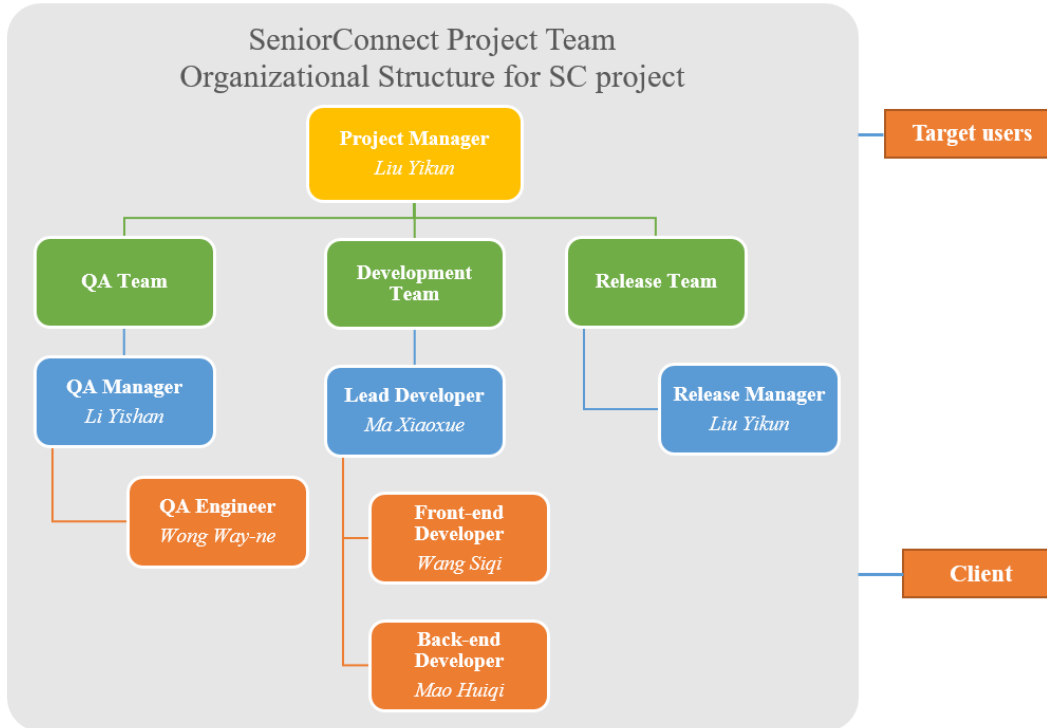 SeniorConnect Project Team
Organizational Structure for SC project
Project Manager
Liu Yikun
Target users
QA Team
Development
Team
Release Team
QA Manager
Li Yishan
Lead Developer
Ma Xiaoxue
Release Manager
Liu Yikun
QA Engineer
Wong Way-ne
Front-end
Developer
Wang Siqi
Client
Back-end
Developer
Mao Huiqi